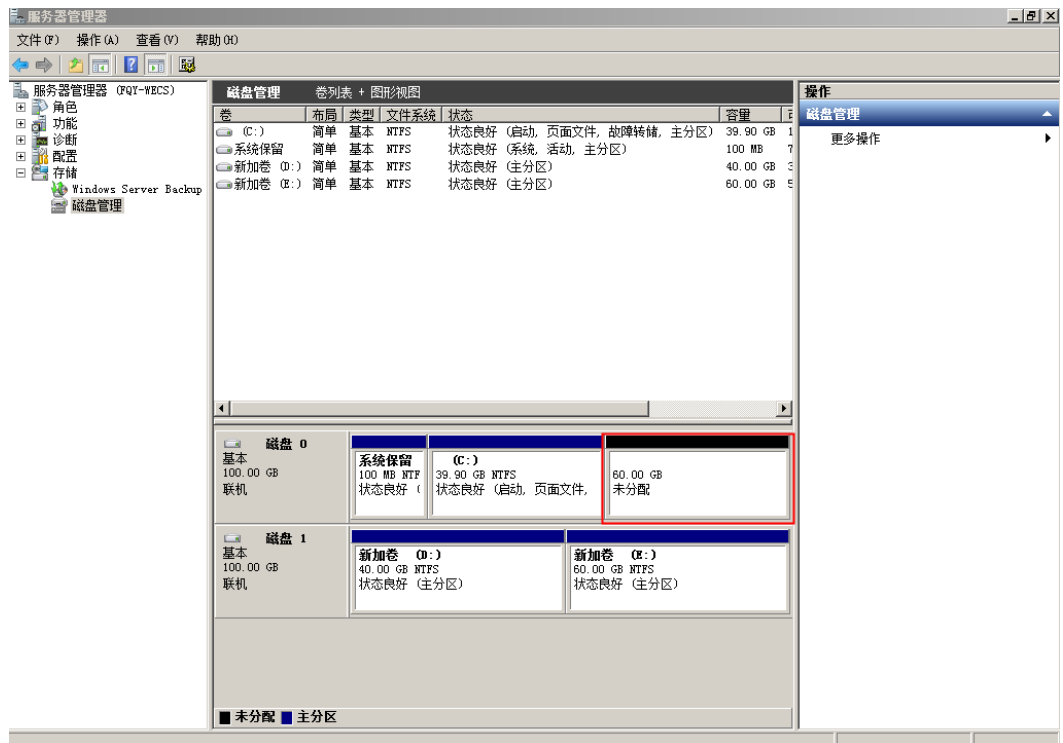 服务器管理器
文件(F) 操作(A) 查看(V) 帮助(H)
服务器管理器 (FQY-WECS)
角色
功能
诊断
配置
存储
Windows Server Backup
磁盘管理
磁盘管理 卷列表 + 图形视图
卷 布局 类型 文件系统 状态 容量
(C:) 简单 基本 NTFS 状态良好 (启动, 页面文件, 故障转储, 主分区) 39.90 GB 1
系统保留 简单 基本 NTFS 状态良好 (系统, 活动, 主分区) 100 MB 7
新加卷 (D:) 简单 基本 NTFS 状态良好 (主分区) 40.00 GB 3
新加卷 (E:) 简单 基本 NTFS 状态良好 (主分区) 60.00 GB 5
磁盘 0
基本
100.00 GB
联机
系统保留
100 MB NTF
状态良好 (
(C:)
39.90 GB NTFS
状态良好 (启动, 页面文件,
60.00 GB
未分配
磁盘 1
基本
100.00 GB
联机
新加卷 (D:)
40.00 GB NTFS
状态良好 (主分区)
新加卷 (E:)
60.00 GB NTFS
状态良好 (主分区)
未分配 主分区
操作
磁盘管理
更多操作